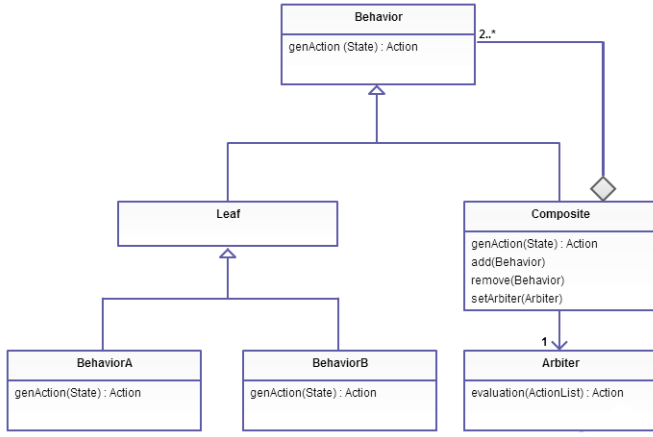 Behavior
genAction (State) : Action
2..*
Leaf
Composite
genAction(State) : Action
add(Behavior)
remove(Behavior)
setArbiter(Arbiter)
1
BehaviorA
genAction(State) : Action
BehaviorB
genAction(State) : Action
Arbiter
evaluation(ActionList) : Action